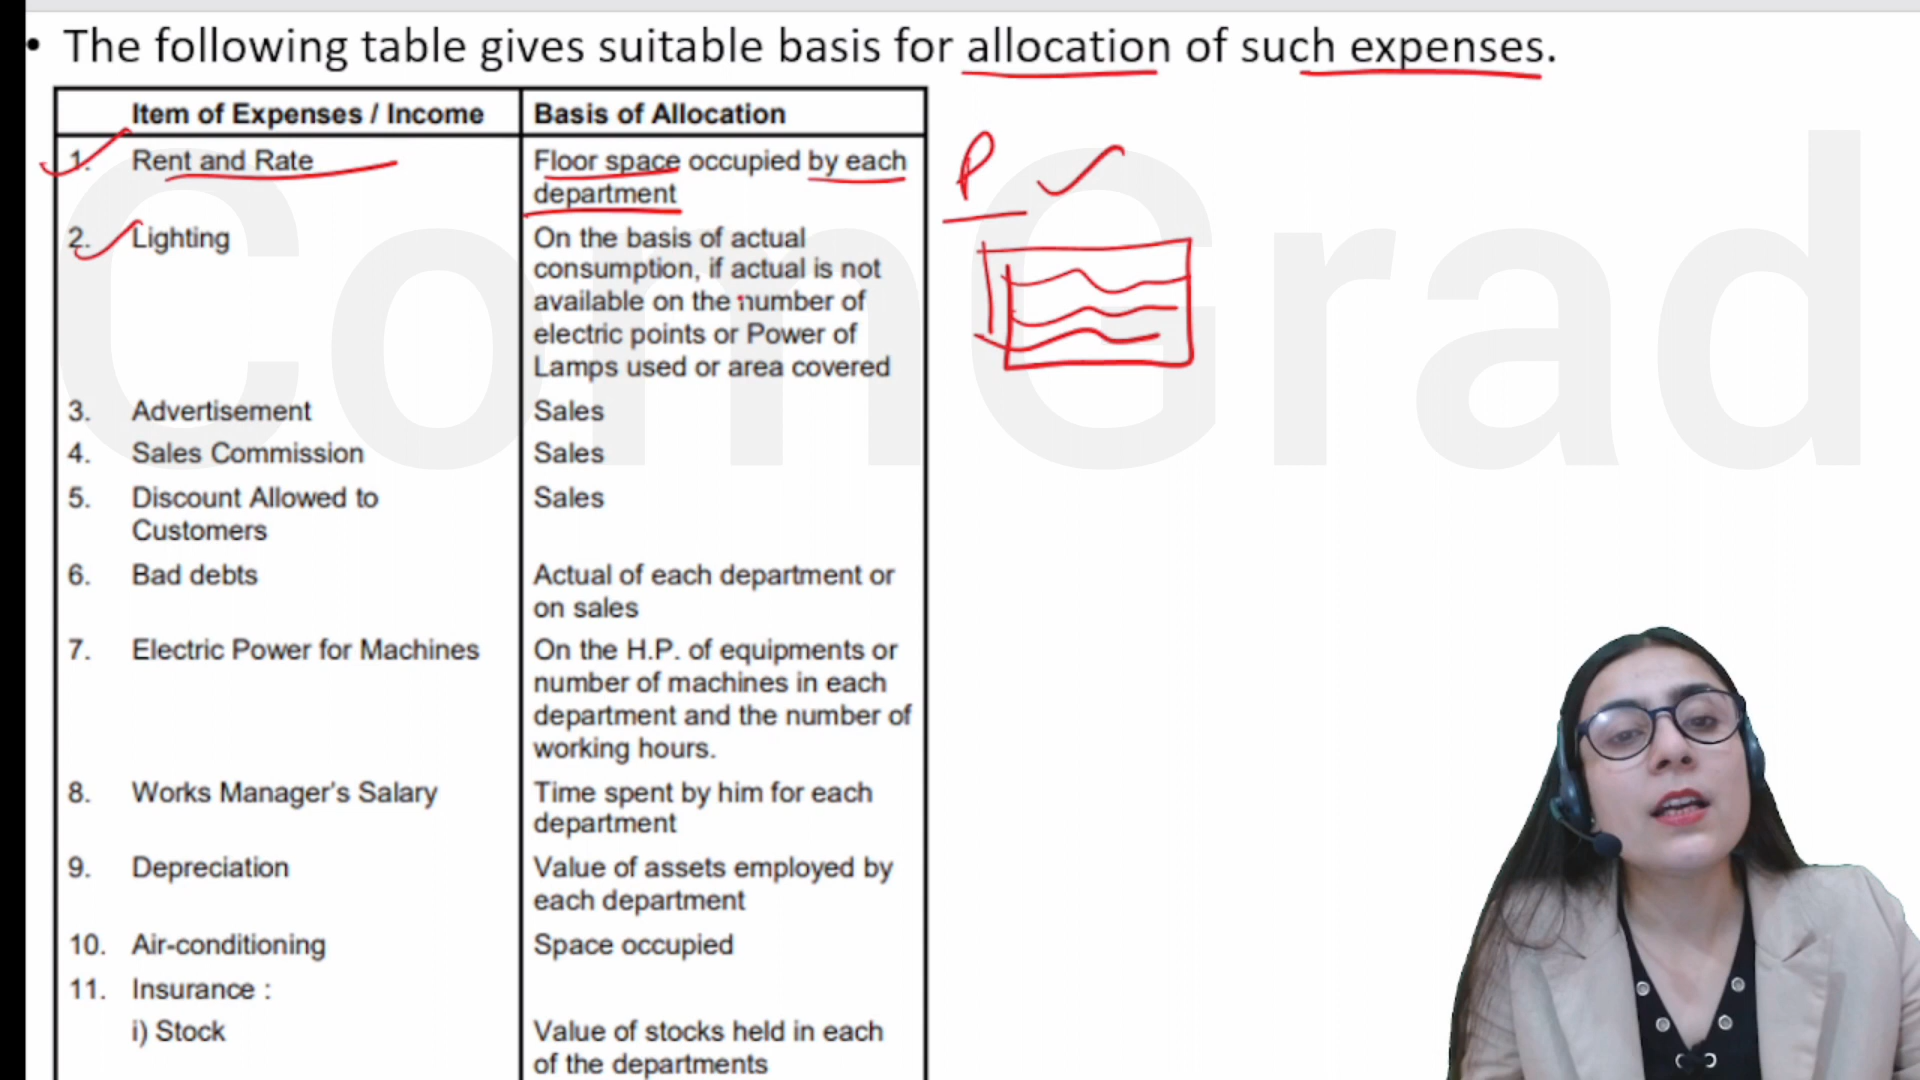 • The following table gives suitable basis for allocation of such expenses.
Item of Expenses / Income Basis of Allocation
1. Rent and Rate Floor space occupied by each
department
2. Lighting On the basis of actual
consumption, if actual is not
available on the number of
electric points or Power of
Lamps used or area covered
3. Advertisement Sales
4. Sales Commission Sales
5. Discount Allowed to Sales
Customers
6. Bad debts Actual of each department or
on sales
7. Electric Power for Machines On the H.P. of equipments or
number of machines in each
department and the number of
working hours.
8. Works Manager's Salary Time spent by him for each
department
9. Depreciation Value of assets employed by
each department
10. Air-conditioning Space occupied
11. Insurance :
i) Stock Value of stocks held in each
of the departments
P
ComGrad